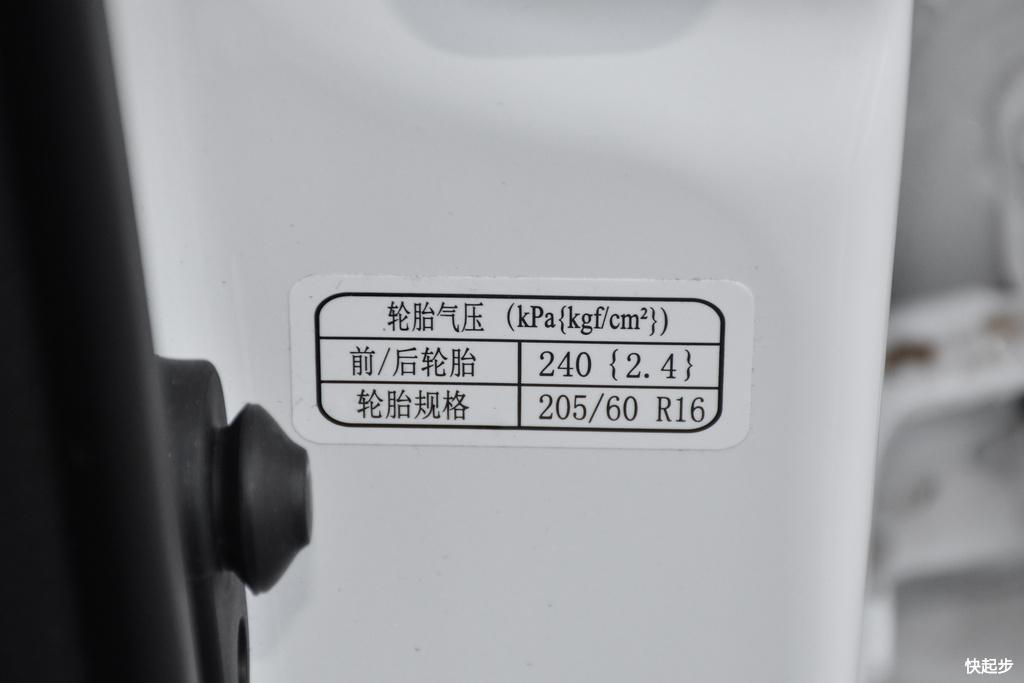 轮胎气压 (kPa{kgf/cm²})
前/后轮胎 240 {2.4}
轮胎规格 205/60 R16
快起步